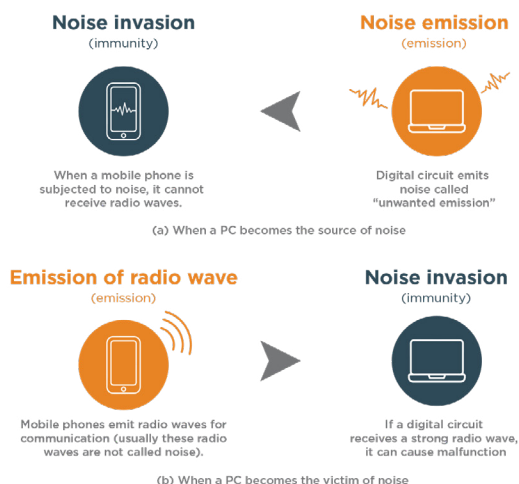 Noise invasion
(immunity)
Noise emission
(emission)
When a mobile phone is
subjected to noise, it cannot
receive radio waves.
Digital circuit emits
noise called
“unwanted emission”
(a) When a PC becomes the source of noise
Emission of radio wave
(emission)
Noise invasion
(immunity)
Mobile phones emit radio waves for
communication (usually these radio
waves are not called noise).
If a digital circuit
receives a strong radio wave,
it can cause malfunction
(b) When a PC becomes the victim of noise